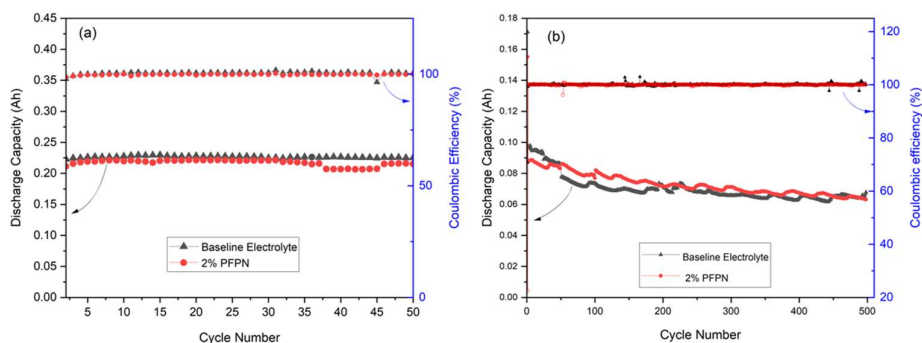 (a)
0.45
0.40
0.35
0.30
0.25
0.20
0.15
0.10
0.05
0.00
Discharge Capacity (Ah)
5 10 15 20 25 30 35 40 45 50
Cycle Number
100
50
0
Coulombic Efficiency (%)
Baseline Electrolyte
2% PFPN
(b)
0.18
0.16
0.14
0.12
0.10
0.08
0.06
0.04
0.02
0.00
Discharge Capacity (Ah)
0 100 200 300 400 500
Cycle Number
120
100
80
60
40
20
Coulombic Efficiency (%)
Baseline Electrolyte
2% PFPN